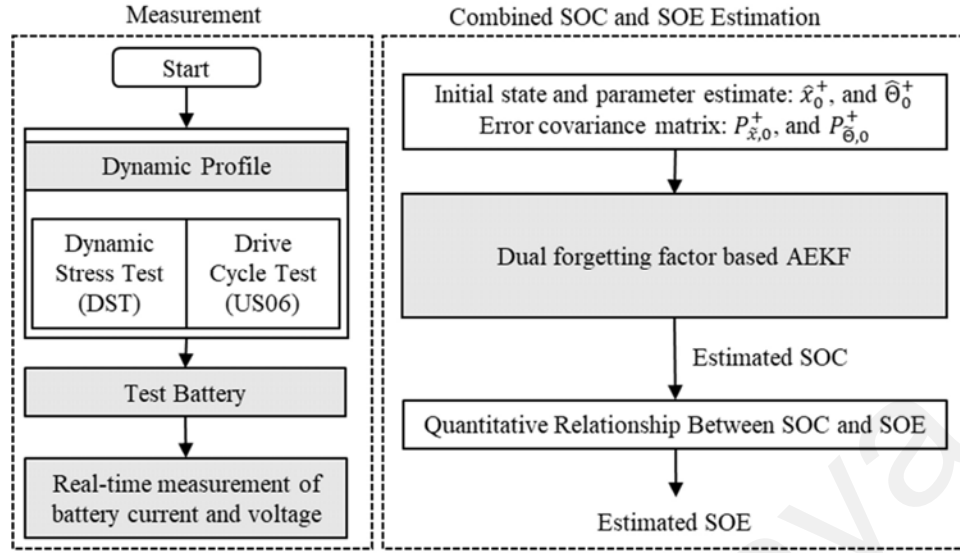 Measurement
Start
Dynamic Profile
Dynamic
Stress Test
(DST)
Drive
Cycle Test
(US06)
Test Battery
Real-time measurement of
battery current and voltage
Combined SOC and SOE Estimation
Initial state and parameter estimate: x̂₀⁺, and Θ̂₀⁺
Error covariance matrix: P⁺ₓ̃,₀, and P⁺_Θ̃,₀
Dual forgetting factor based AEKF
Estimated SOC
Quantitative Relationship Between SOC and SOE
Estimated SOE